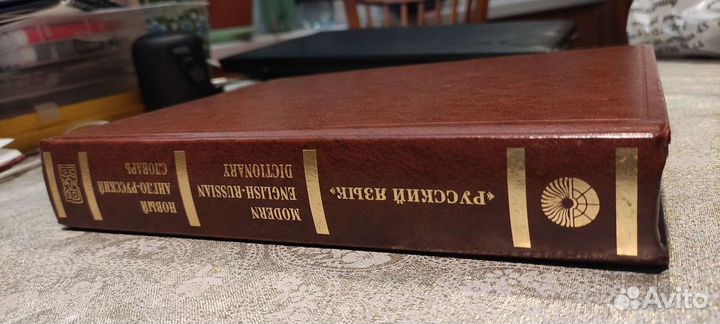 НОВЫЙ
АНГЛО-РУССКИЙ
СЛОВАРЬ
MODERN
ENGLISH-RUSSIAN
DICTIONARY
«РУССКИЙ ЯЗЫК»
Avito